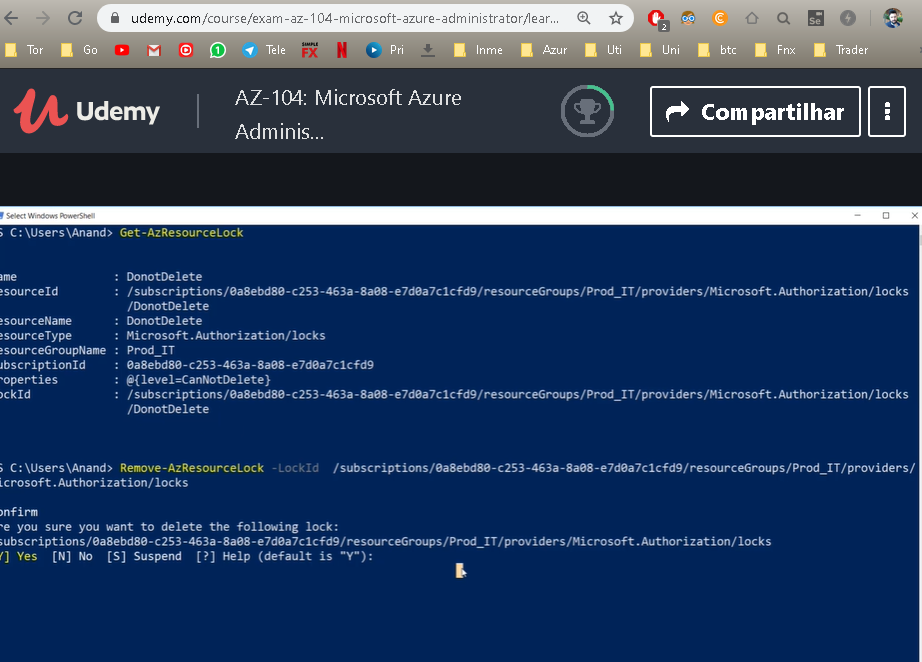 udemy.com/course/exam-az-104-microsoft-azure-administrator/lear...
2
Se
Tor
Go
1
Tele
SIMPLE FX
N
Pri
Inme
Azur
Uti
Uni
btc
Fnx
Trader
Udemy
AZ-104: Microsoft Azure
Adminis...
Compartilhar
Select Windows PowerShell
S C:\Users\Anand> Get-AzResourceLock
ame : DonotDelete
esourceId : /subscriptions/0a8ebd80-c253-463a-8a08-e7d0a7c1cfd9/resourceGroups/Prod_IT/providers/Microsoft.Authorization/locks
/DonotDelete
esourceName : DonotDelete
esourceType : Microsoft.Authorization/locks
esourceGroupName : Prod_IT
ubscriptionId : 0a8ebd80-c253-463a-8a08-e7d0a7c1cfd9
roperties : @{level=CanNotDelete}
ockId : /subscriptions/0a8ebd80-c253-463a-8a08-e7d0a7c1cfd9/resourceGroups/Prod_IT/providers/Microsoft.Authorization/locks
/DonotDelete
S C:\Users\Anand> Remove-AzResourceLock -LockId /subscriptions/0a8ebd80-c253-463a-8a08-e7d0a7c1cfd9/resourceGroups/Prod_IT/providers/
icrosoft.Authorization/locks
onfirm
re you sure you want to delete the following lock:
subscriptions/0a8ebd80-c253-463a-8a08-e7d0a7c1cfd9/resourceGroups/Prod_IT/providers/Microsoft.Authorization/locks
Y] Yes [N] No [S] Suspend [?] Help (default is "Y"):